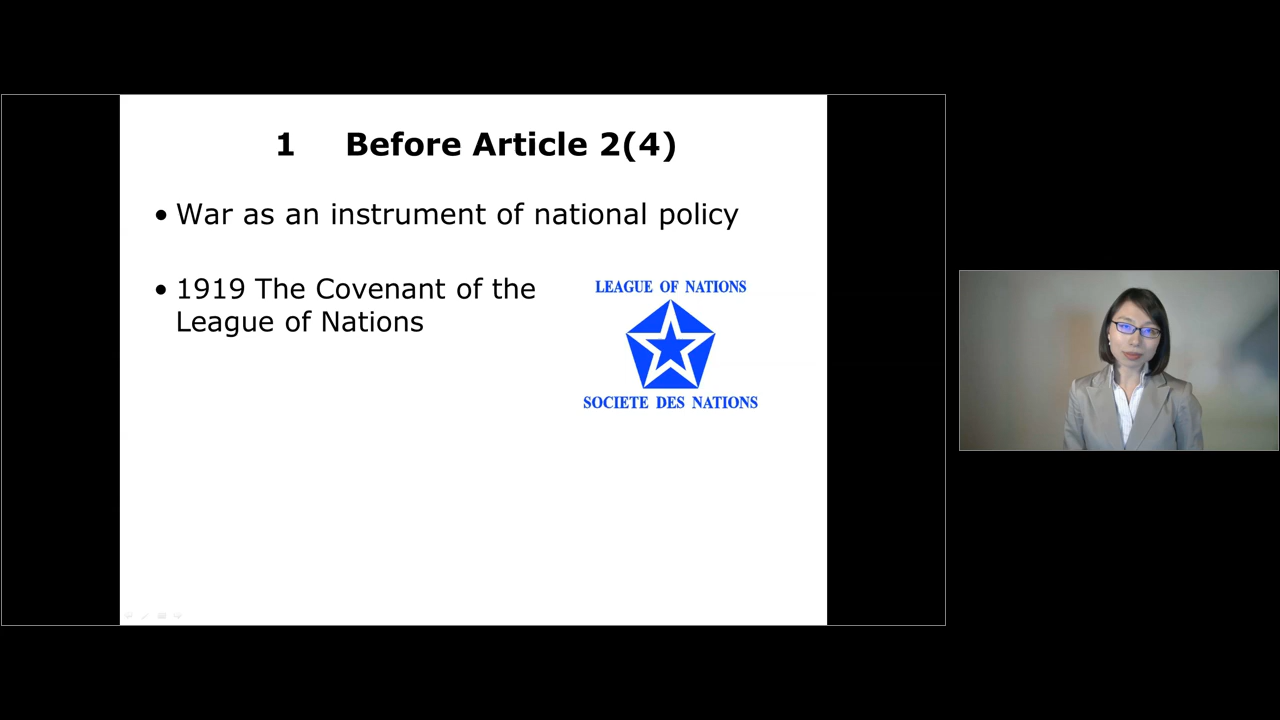 1 Before Article 2(4)
• War as an instrument of national policy
• 1919 The Covenant of the
League of Nations
LEAGUE OF NATIONS
SOCIETE DES NATIONS